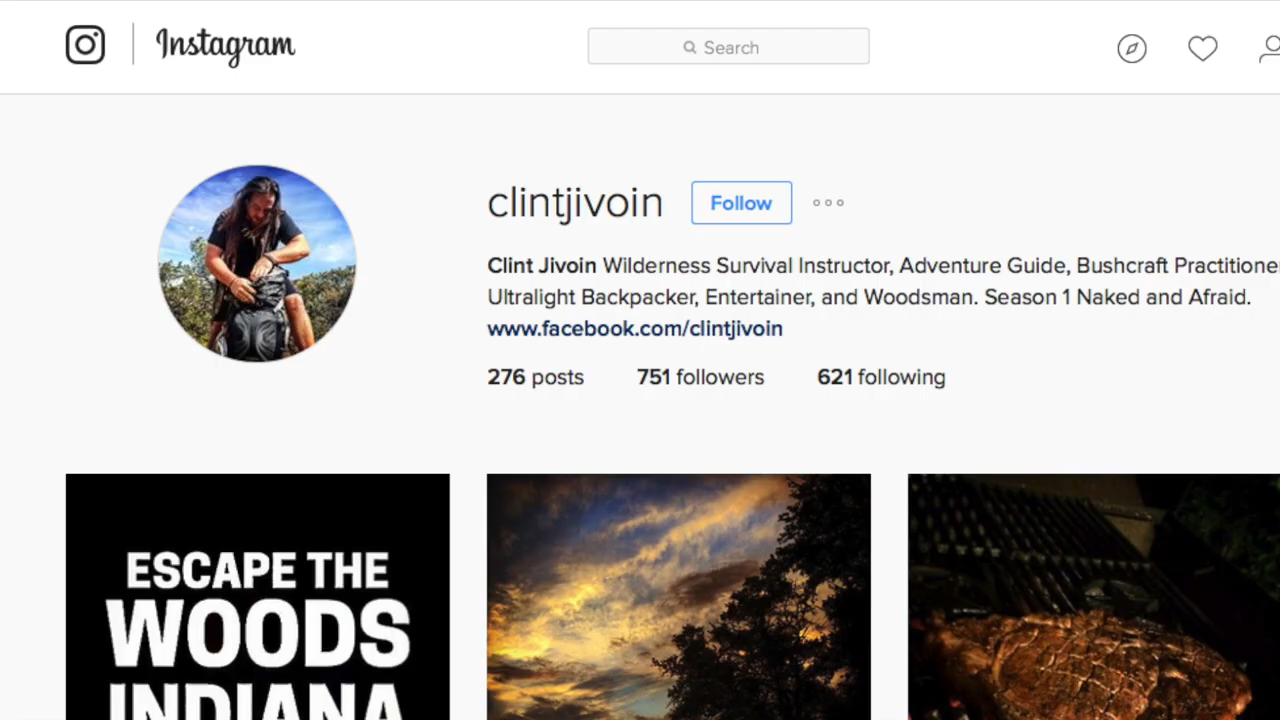 Instagram
Search
clintjivoin Follow
Clint Jivoin Wilderness Survival Instructor, Adventure Guide, Bushcraft Practitioner
Ultralight Backpacker, Entertainer, and Woodsman. Season 1 Naked and Afraid.
www.facebook.com/clintjivoin
276 posts 751 followers 621 following
ESCAPE THE
WOODS
INDIANA